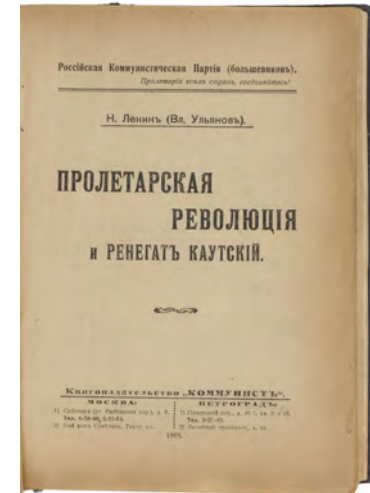 Россійская Коммунистическая Партія (большевиковъ).
Пролетаріи всѣхъ странъ, соединяйтесь!
Н. Ленинъ (Вл. Ульяновъ).
ПРОЛЕТАРСКАЯ
РЕВОЛЮЦІЯ
и РЕНЕГАТЪ КАУТСКІЙ.
Книгоиздательство „КОММУНИСТЪ“.
МОСКВА:
ПЕТРОГРАДЪ:
1918.